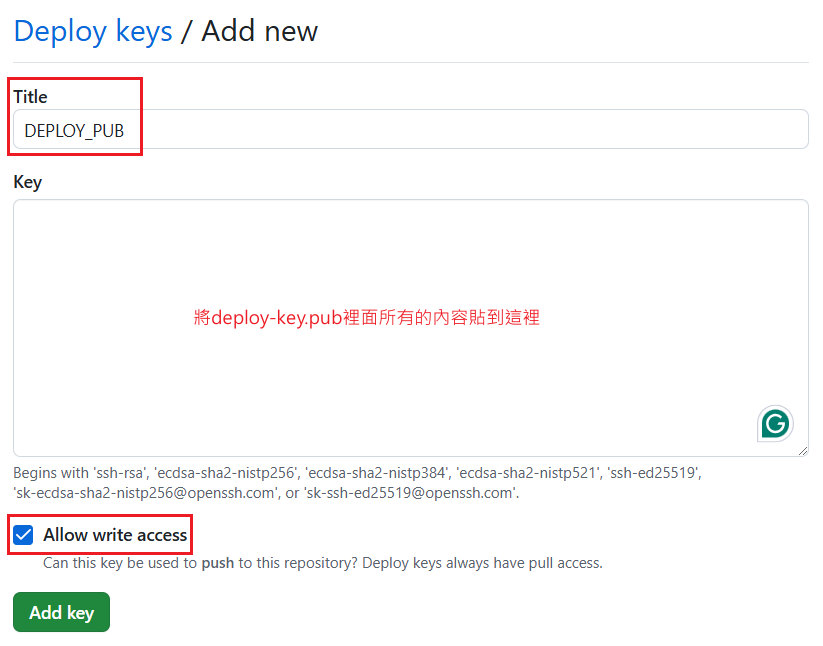 Deploy keys / Add new
Title
DEPLOY_PUB
Key
將deploy-key.pub裡面所有的內容貼到這裡
Begins with 'ssh-rsa', 'ecdsa-sha2-nistp256', 'ecdsa-sha2-nistp384', 'ecdsa-sha2-nistp521', 'ssh-ed25519',
'sk-ecdsa-sha2-nistp256@openssh.com', or 'sk-ssh-ed25519@openssh.com'.
Allow write access
Can this key be used to push to this repository? Deploy keys always have pull access.
Add key